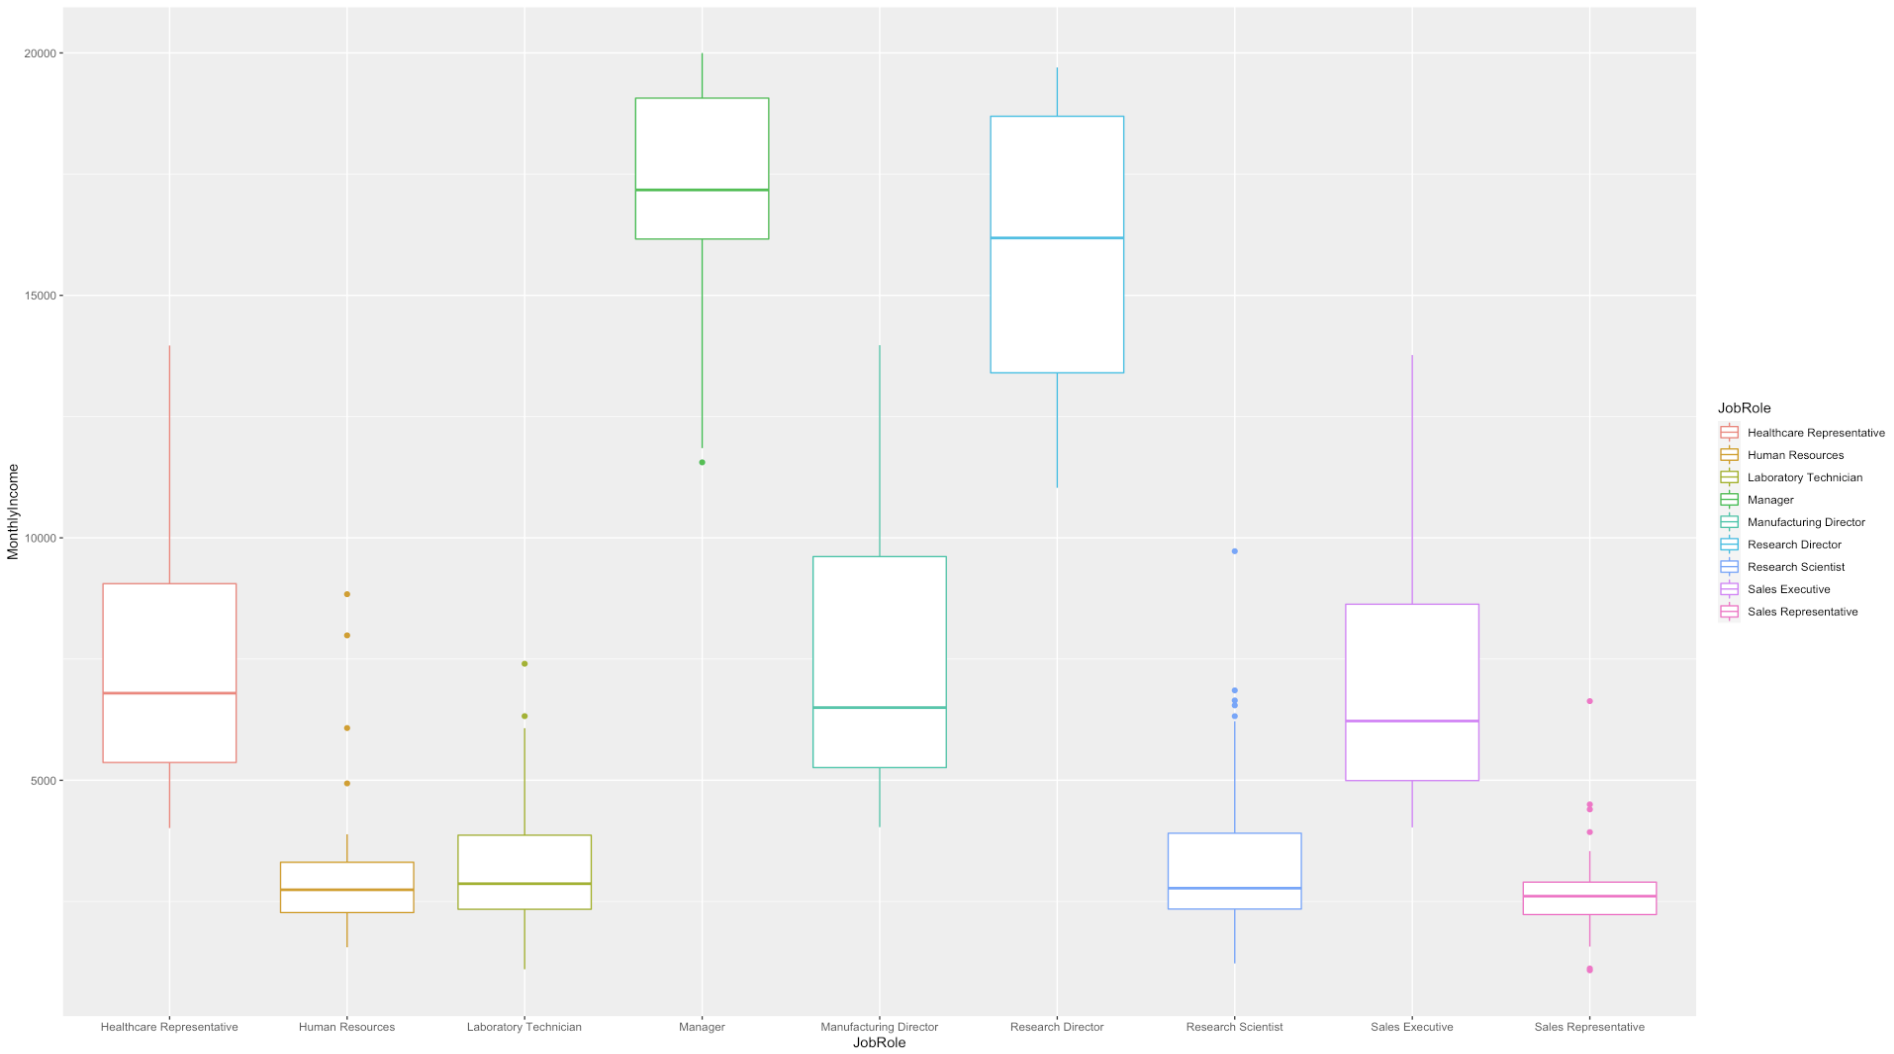 20000
15000
10000
5000
MonthlyIncome
Healthcare Representative
Human Resources
Laboratory Technician
Manager
Manufacturing Director
Research Director
Research Scientist
Sales Executive
Sales Representative
JobRole
JobRole
Healthcare Representative
Human Resources
Laboratory Technician
Manager
Manufacturing Director
Research Director
Research Scientist
Sales Executive
Sales Representative